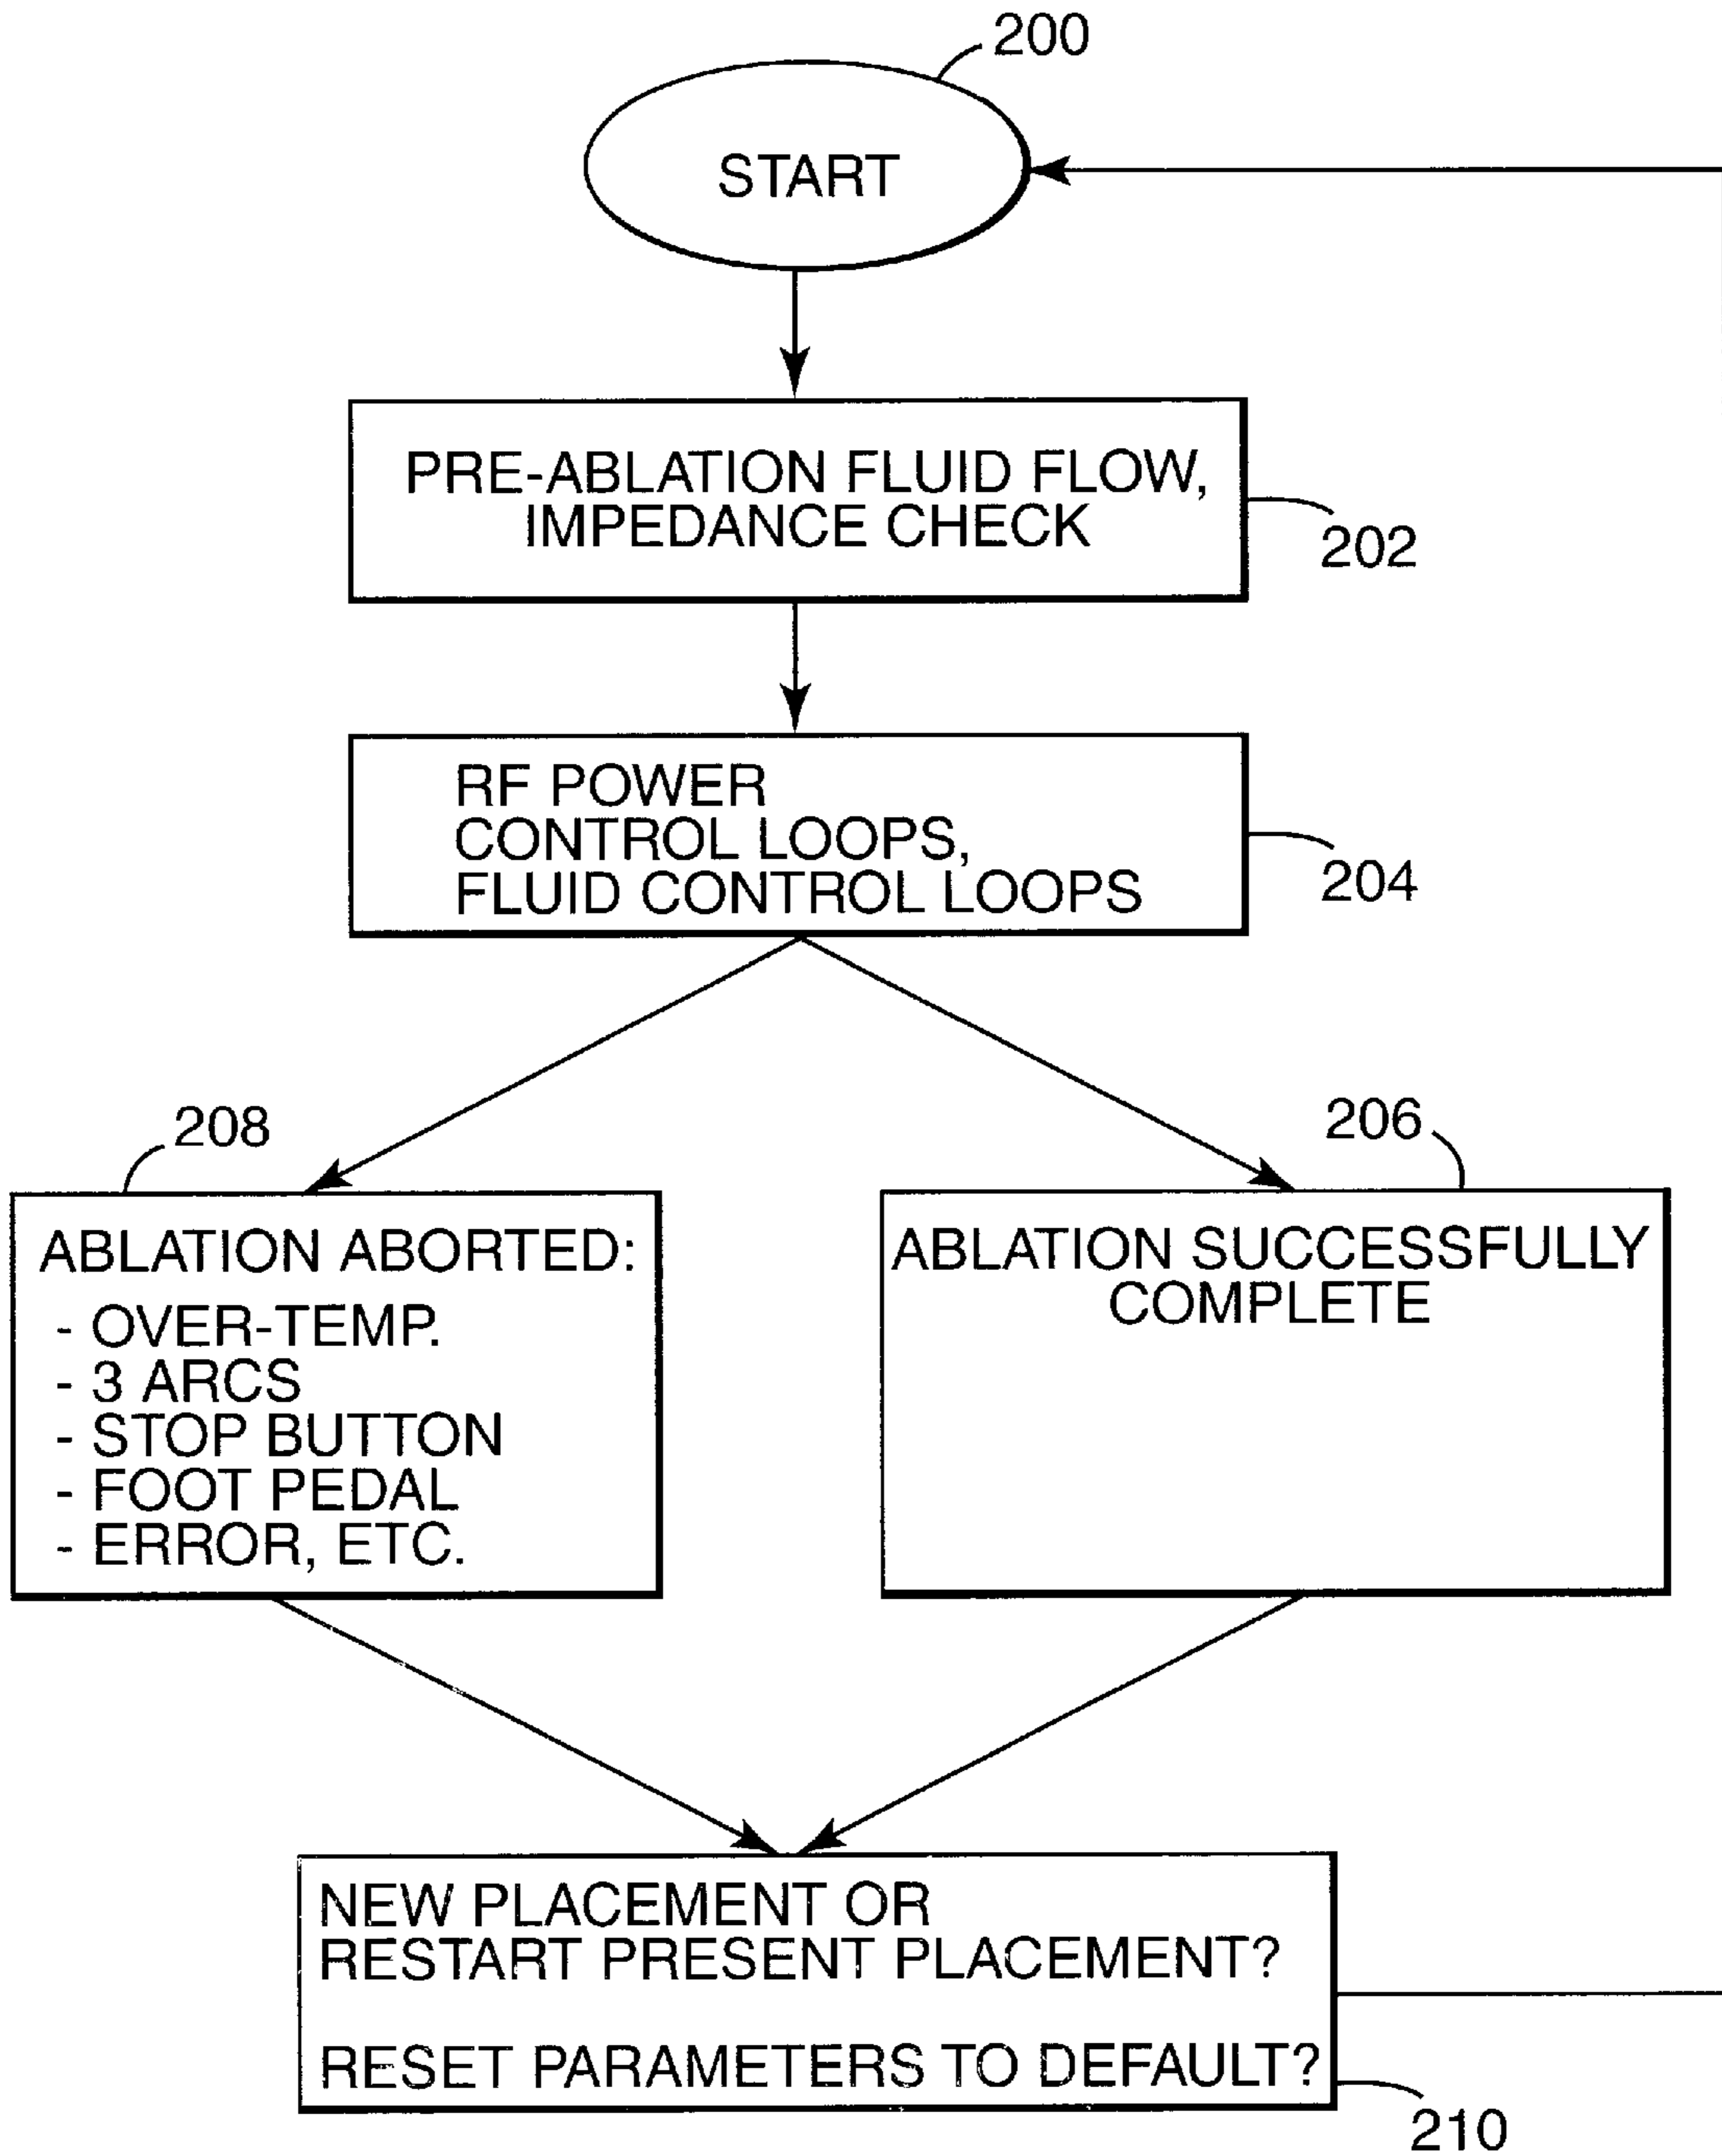 200
START
PRE-ABLATION FLUID FLOW,
IMPEDANCE CHECK
202
RF POWER
CONTROL LOOPS,
FLUID CONTROL LOOPS
204
208
ABLATION ABORTED:
- OVER-TEMP.
- 3 ARCS
- STOP BUTTON
- FOOT PEDAL
- ERROR, ETC.
206
ABLATION SUCCESSFULLY
COMPLETE
NEW PLACEMENT OR
RESTART PRESENT PLACEMENT?
RESET PARAMETERS TO DEFAULT?
210